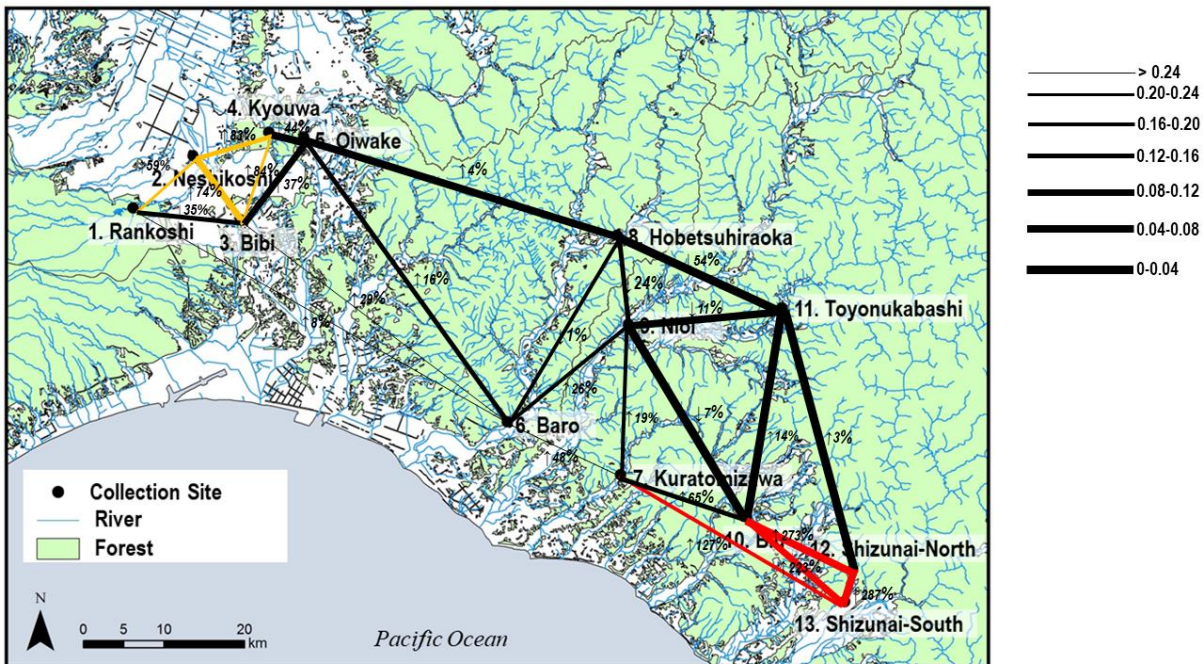 > 0.24
0.20-0.24
0.16-0.20
0.12-0.16
0.08-0.12
0.04-0.08
0-0.04
4. Kyouwa
↑44%
5. Oiwake
↑83%
↑59%
↑84%
2. Neshikoshi
↑74%
37%
↑4%
35%
1. Rankoshi
3. Bibi
8. Hobetsuhiraoka
54%
↑16%
↑24%
↑29%
11%
11. Toyonukabashi
↑8%
↑1%
9. Nioi
26%
6. Baro
↑19%
↓7%
↑14%
↑3%
↑48%
7. Kuratomizawa
↑65%
↑127%
↑273%
12. Shizunai-North
↑223%
↑287%
13. Shizunai-South
Collection Site
River
Forest
N
0 5 10 20
km
Pacific Ocean